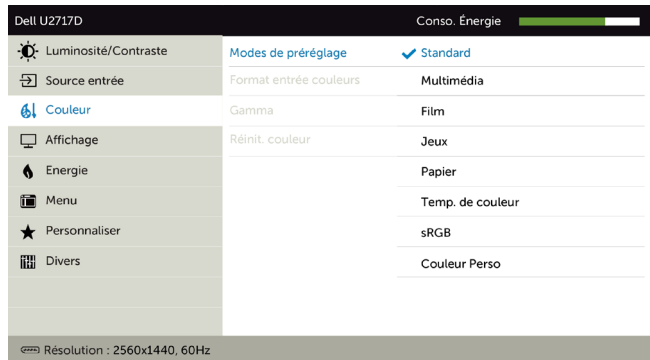 Dell U2717D Conso. Énergie
Luminosité/Contraste Modes de préréglage Standard
Source entrée Format entrée couleurs Multimédia
Couleur Gamma Film
Affichage Réinit. couleur Jeux
Energie Papier
Menu Temp. de couleur
Personnaliser sRGB
Divers Couleur Perso
Résolution : 2560x1440, 60Hz